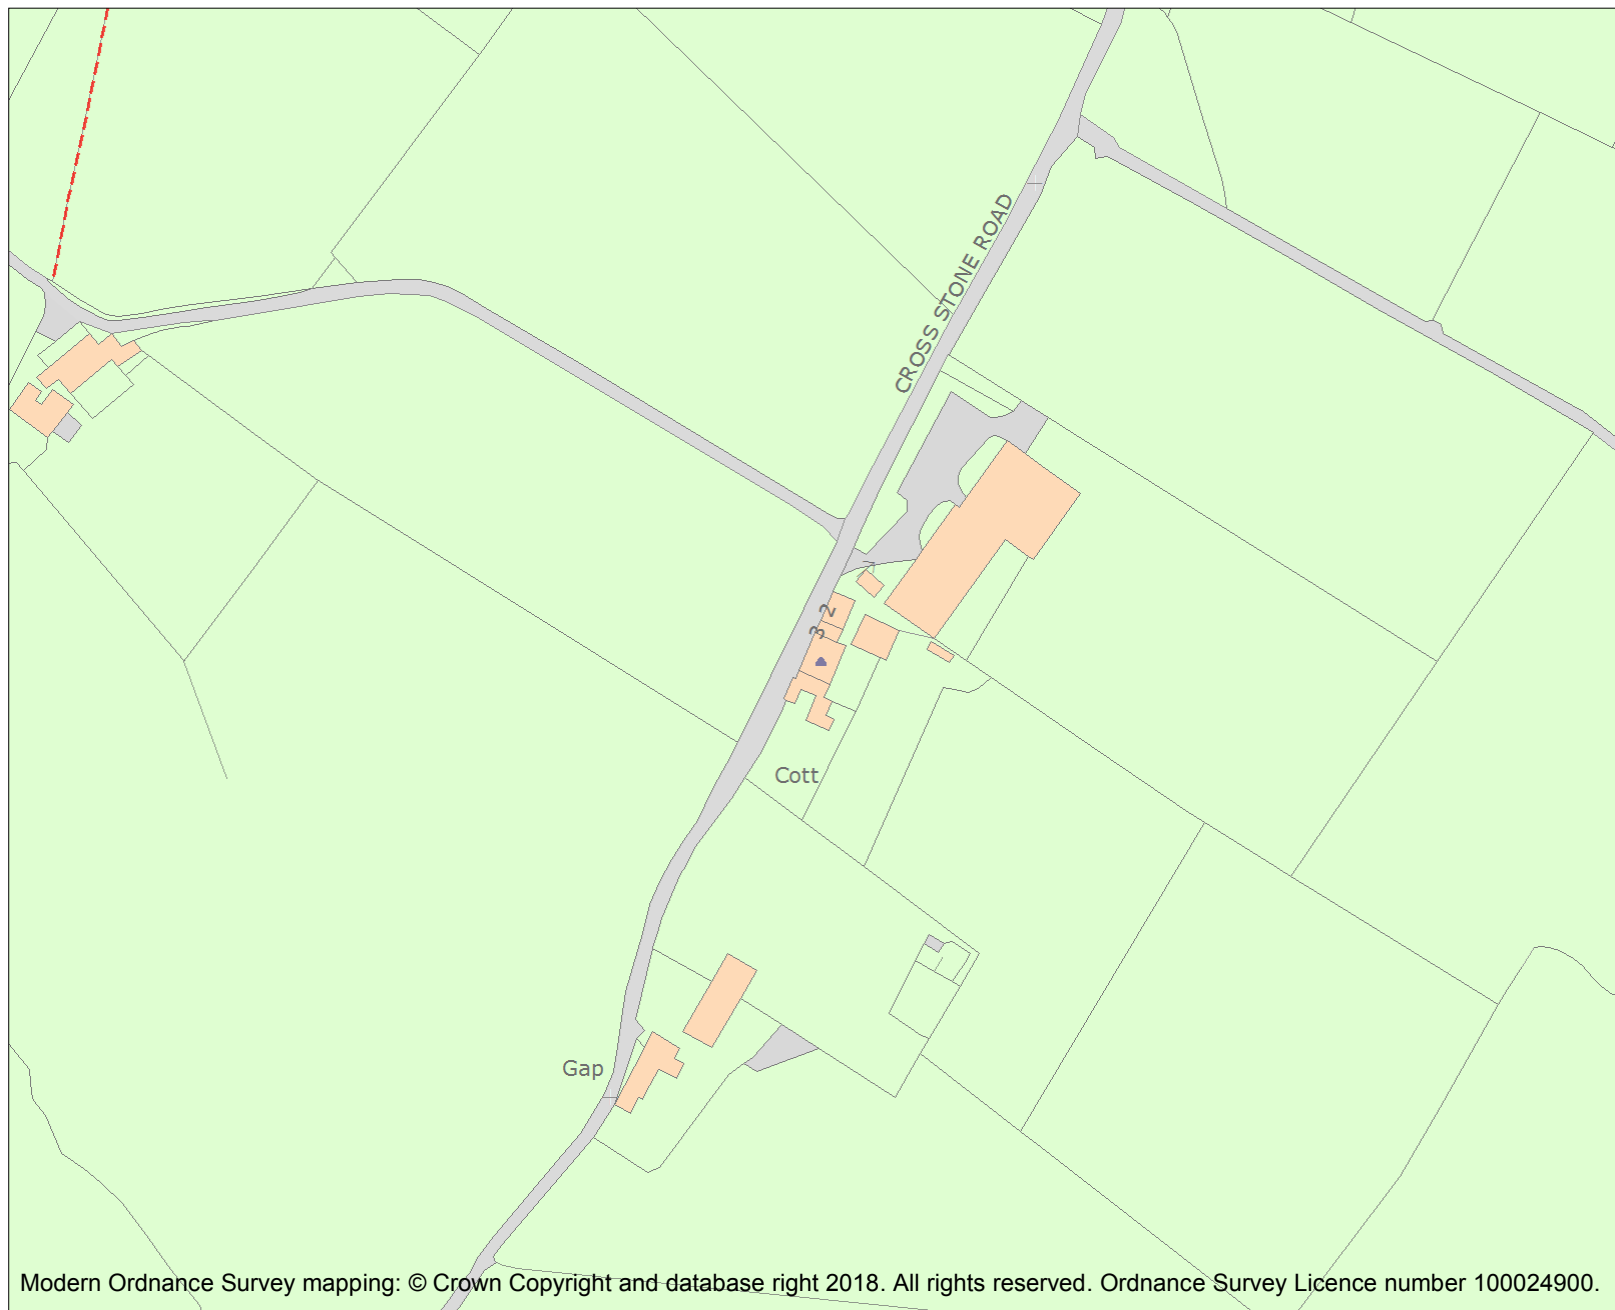 CROSS STONE ROAD
2
3
Cott
Gap
Modern Ordnance Survey mapping: © Crown Copyright and database right 2018. All rights reserved. Ordnance Survey Licence number 100024900.